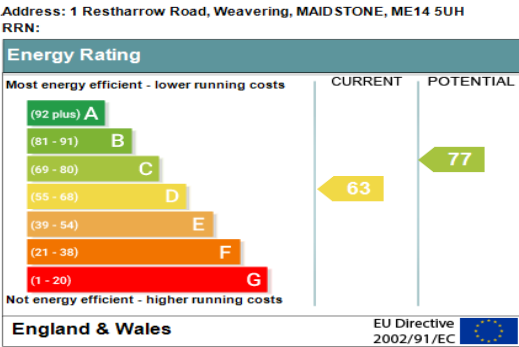 Address: 1 Restharrow Road, Weavering, MAIDSTONE, ME14 5UH
RRN:
Energy Rating
Most energy efficient - lower running costs
CURRENT
POTENTIAL
(92 plus) A
(81 - 91) B
(69 - 80) C
(55 - 68) D
(39 - 54) E
(21 - 38) F
(1 - 20) G
63
77
Not energy efficient - higher running costs
England & Wales
EU Directive
2002/91/EC